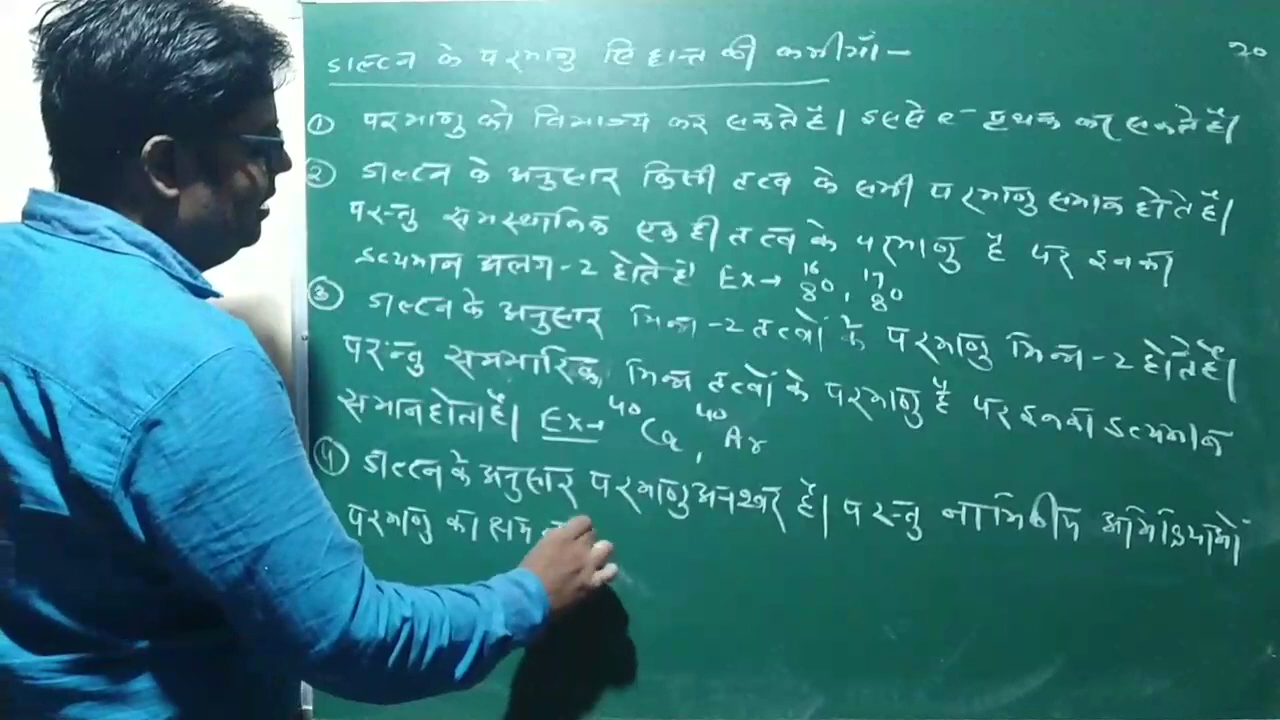 डाल्टन के परमाणु सिद्धान्त की कमीयाँ –
20
① परमाणु को विभाज्य कर सकते हैं। इससे e⁻ पृथक कर सकते हैं।
② डाल्टन के अनुसार किसी तत्व के सभी परमाणु समान होते हैं।
परन्तु समस्थानिक एक ही तत्व के परमाणु है पर इनका
द्रव्यमान अलग-2 होते हैं Ex→ ¹⁶₈O, ¹⁷₈O
③ डाल्टन के अनुसार भिन्न-2 तत्वों के परमाणु भिन्न-2 होते हैं।
परन्तु समभारिक, भिन्न तत्वों के परमाणु है पर इनका द्रव्यमान
समान होता है। Ex→ ⁴⁰Ca, ⁴⁰Ar
④ डाल्टन के अनुसार परमाणु अनश्वर है। परन्तु नाभिकीय अभिक्रियाओं
परमाणु का